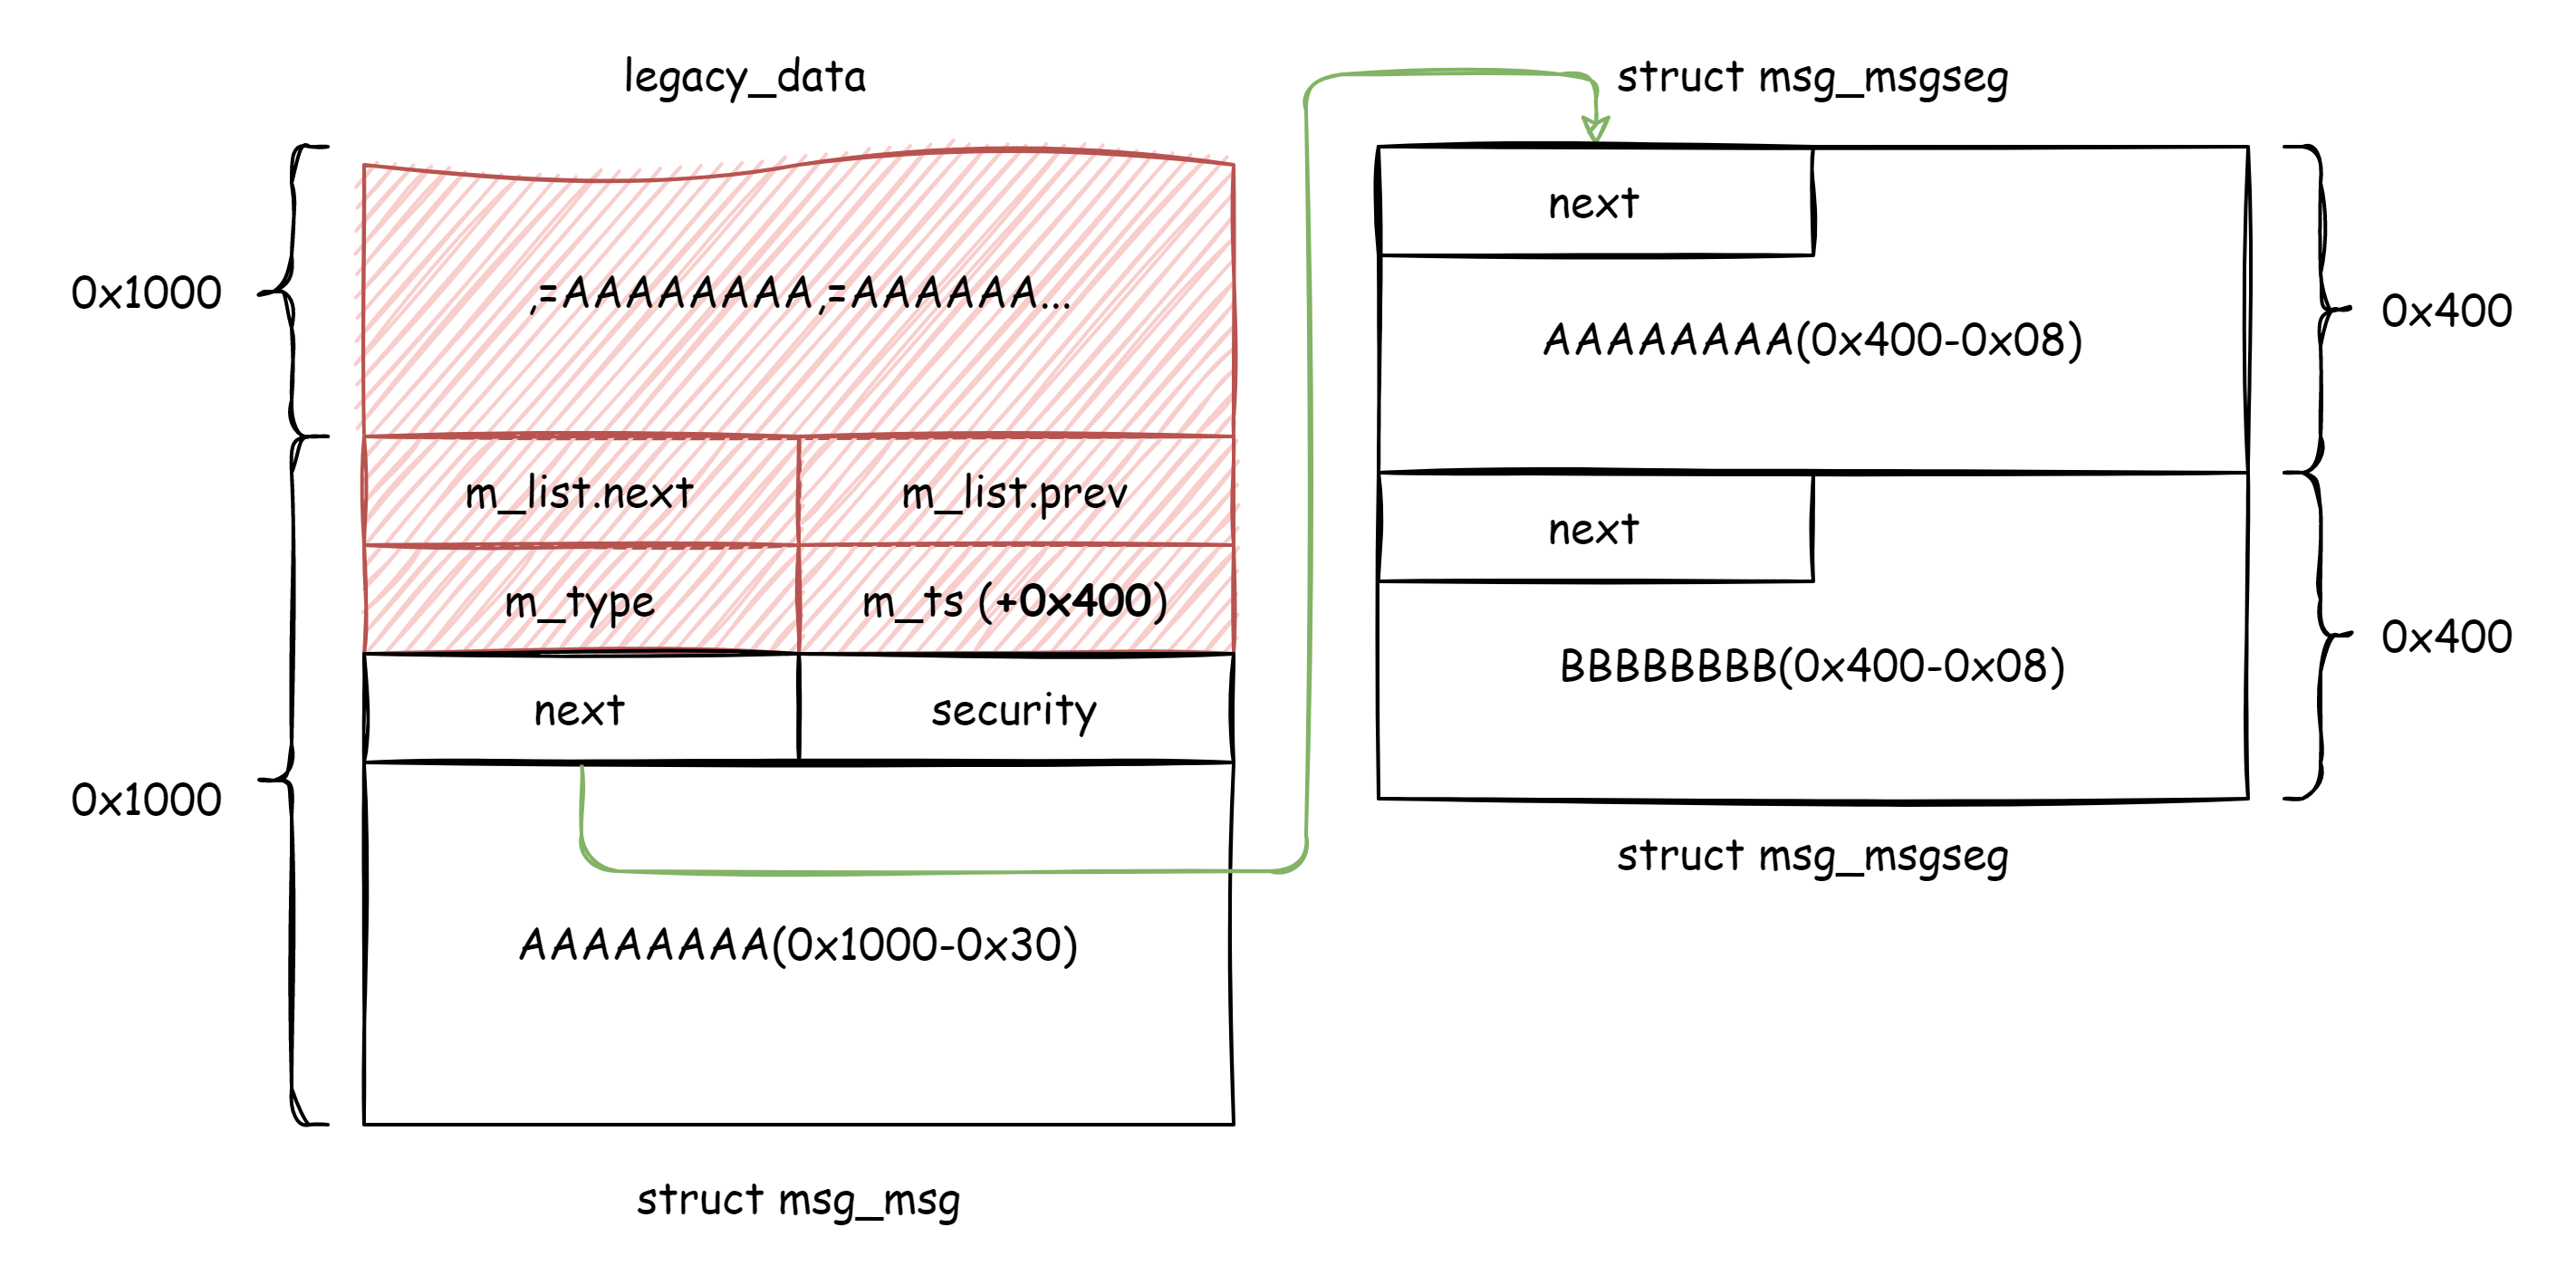 legacy_data
0x1000
,=AAAAAAAA,=AAAAAA...
m_list.next
m_list.prev
m_type
m_ts (+0x400)
next
security
0x1000
AAAAAAAA(0x1000-0x30)
struct msg_msg
struct msg_msgseg
next
0x400
AAAAAAAA(0x400-0x08)
next
0x400
BBBBBBBB(0x400-0x08)
struct msg_msgseg